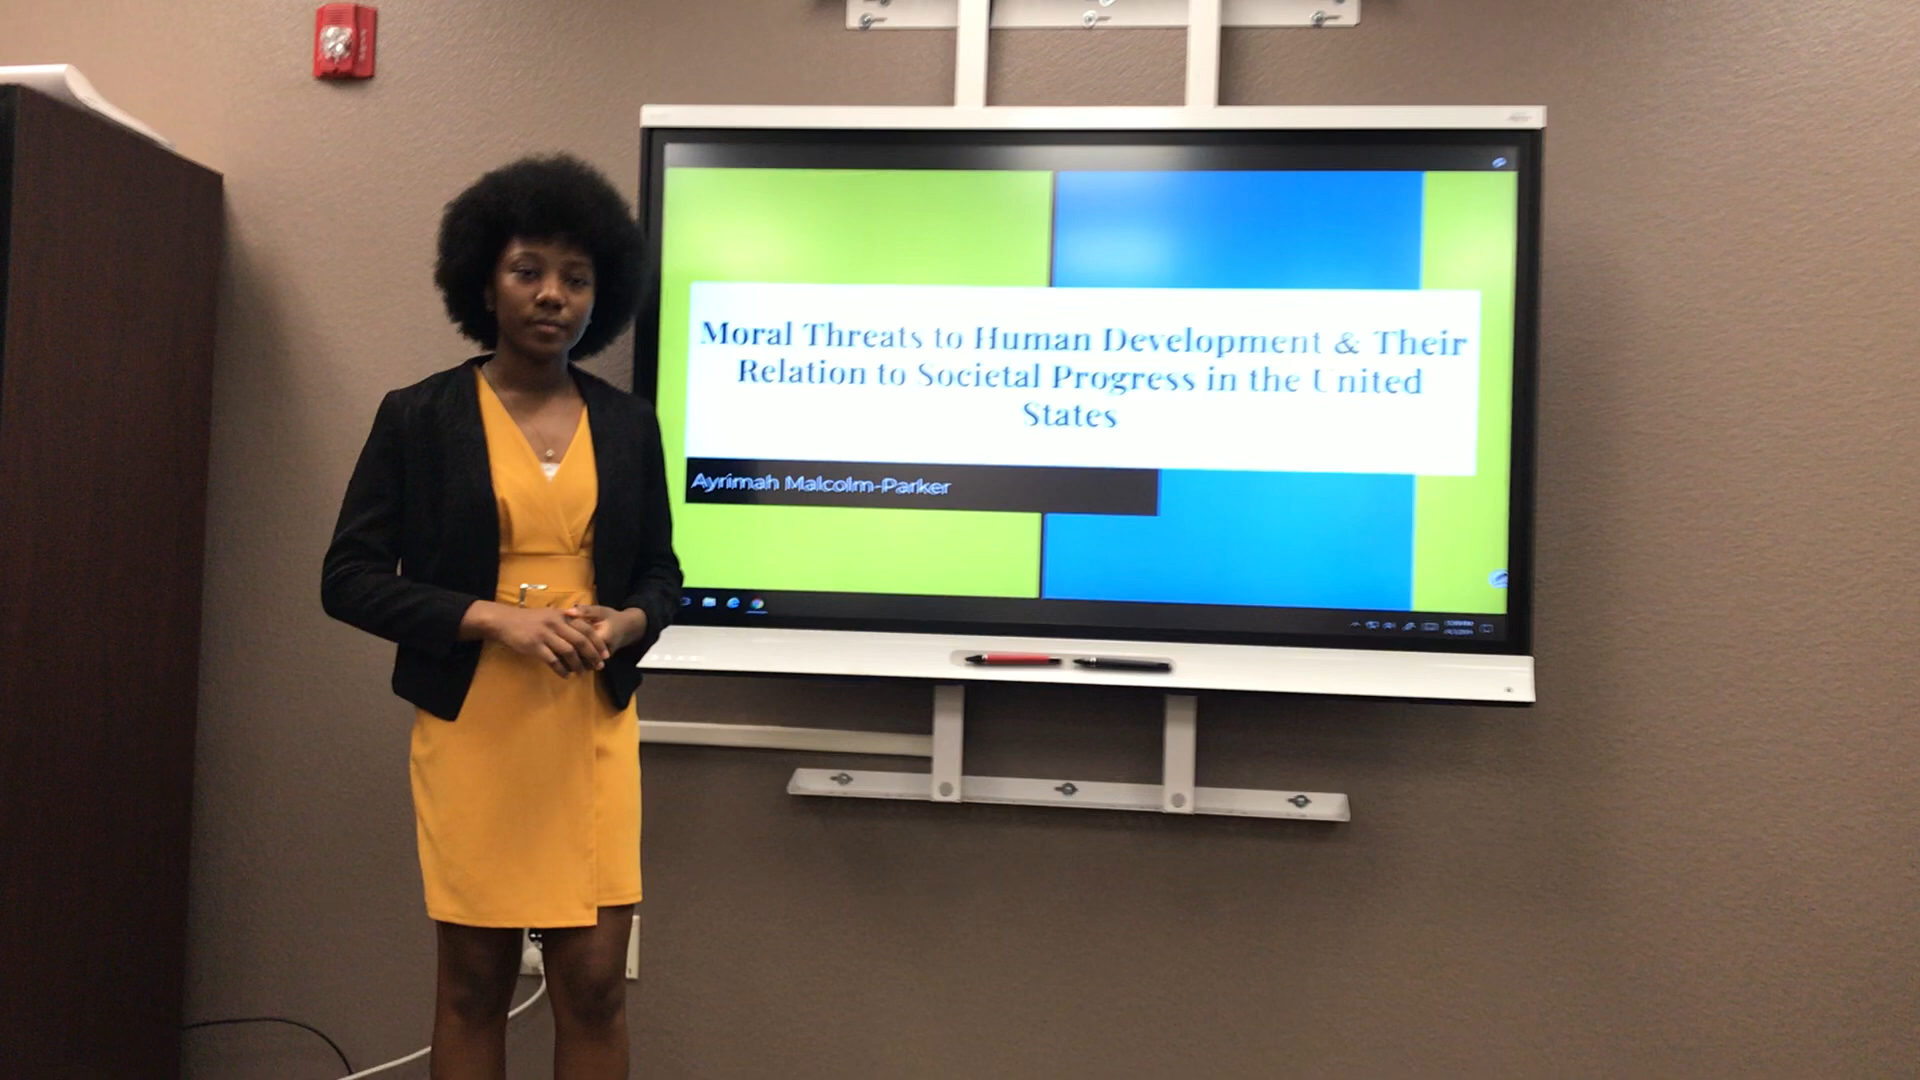 Moral Threats to Human Development & Their
Relation to Societal Progress in the United
States
Ayrimah Malcolm-Parker